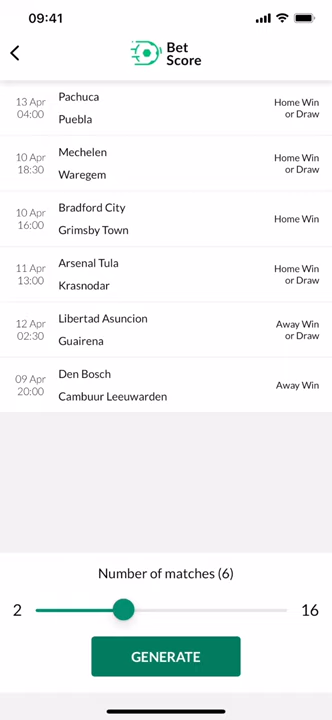 09:41
Bet
Score
13 Apr
04:00
Pachuca
Puebla
Home Win
or Draw
10 Apr
18:30
Mechelen
Waregem
Home Win
or Draw
10 Apr
16:00
Bradford City
Grimsby Town
Home Win
11 Apr
13:00
Arsenal Tula
Krasnodar
Home Win
or Draw
12 Apr
02:30
Libertad Asuncion
Guairena
Away Win
or Draw
09 Apr
20:00
Den Bosch
Cambuur Leeuwarden
Away Win
Number of matches (6)
2
16
GENERATE